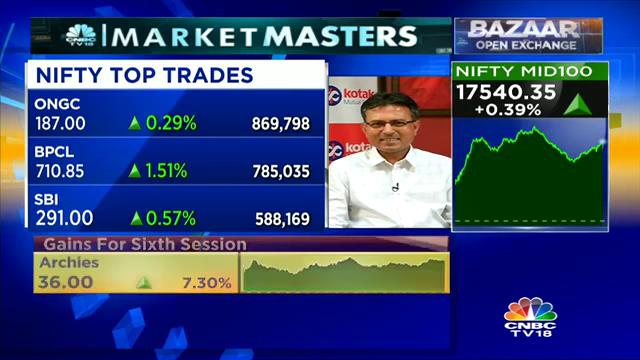 CNBC TV18 MARKET MASTERS
BAZAAR
OPEN EXCHANGE
NIFTY TOP TRADES
ONGC
187.00 0.29% 869,798
BPCL
710.85 1.51% 785,035
SBI
291.00 0.57% 588,169
kotak
Mutual
kotak
NIFTY MID100
17540.35
+0.39%
Gains For Sixth Session
Archies
36.00 7.30%
CNBC
TV18